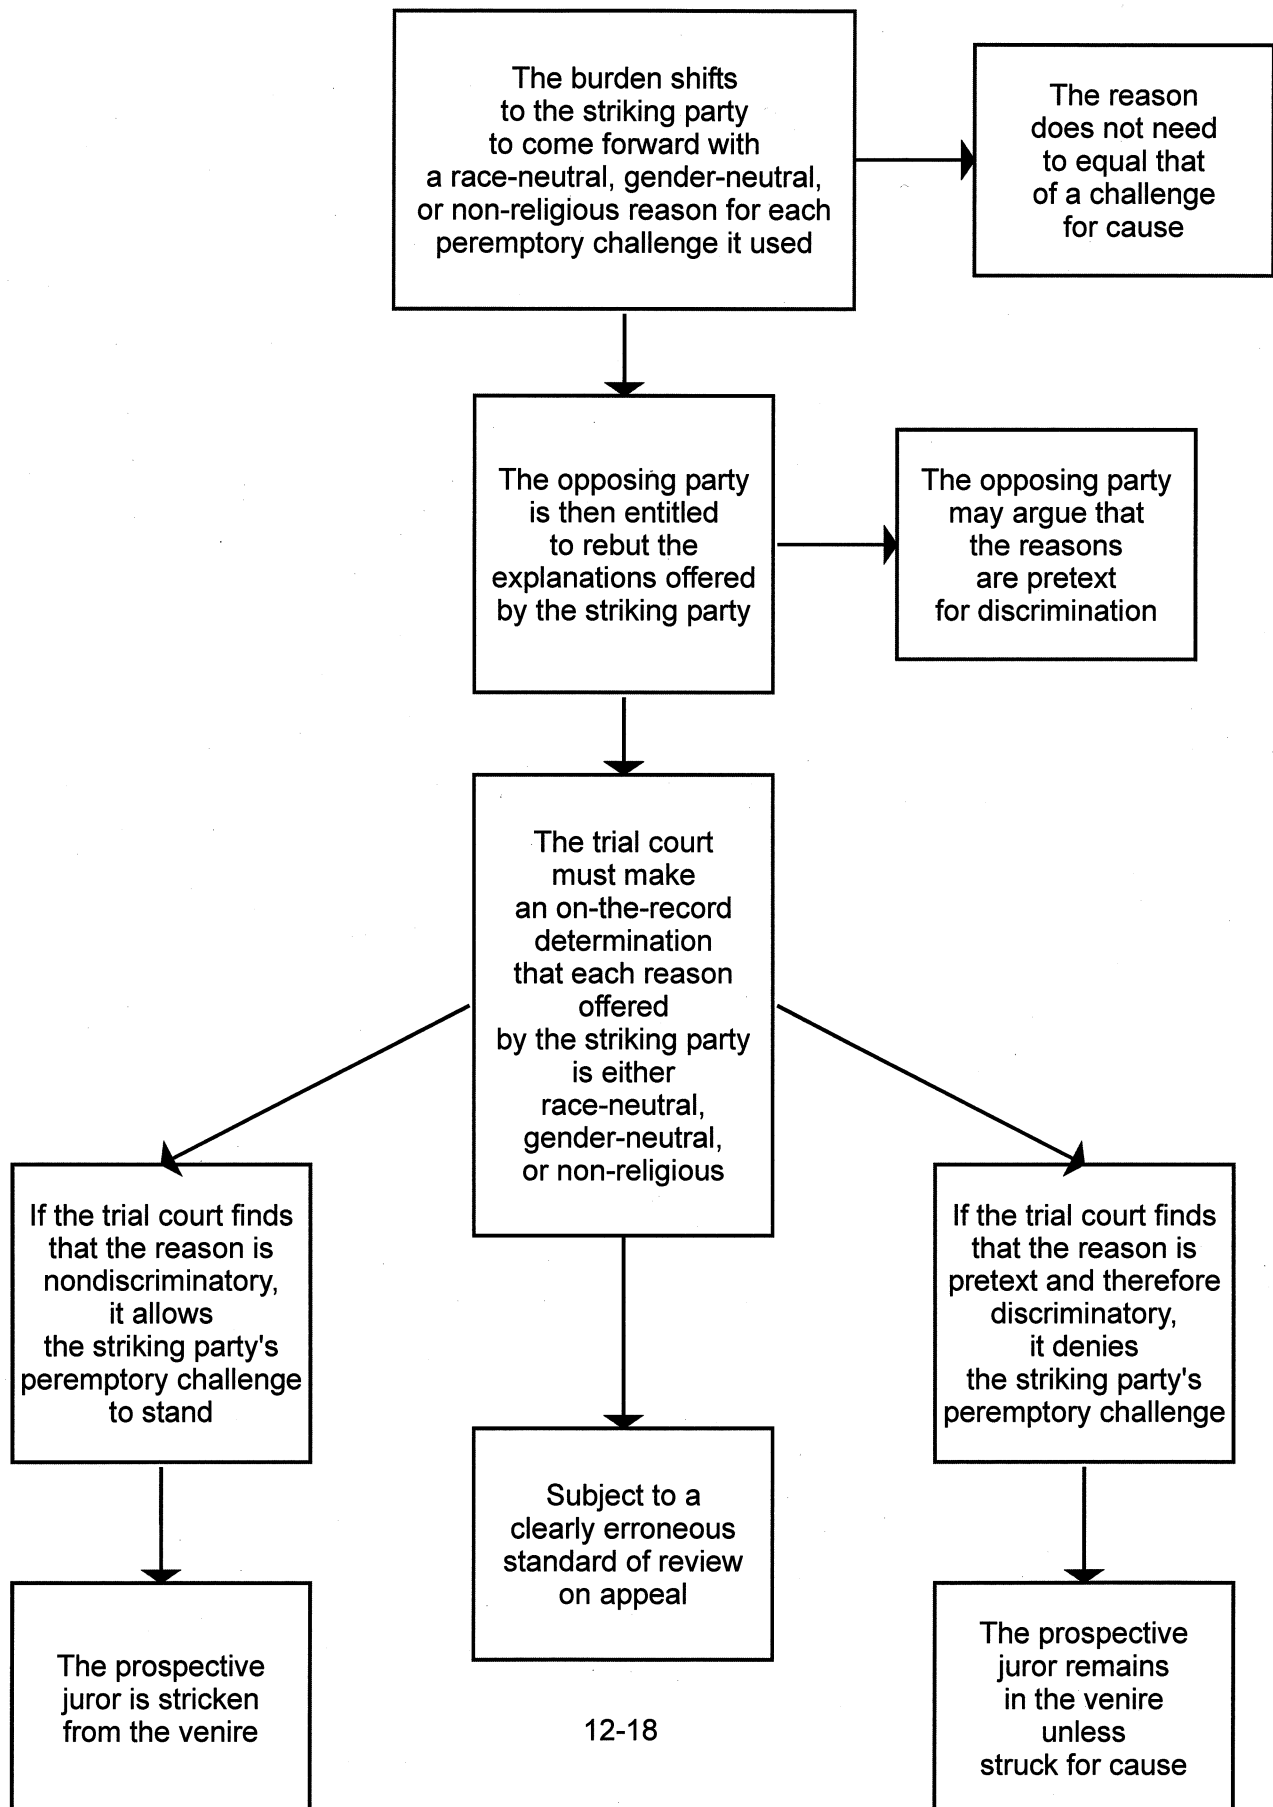 The burden shifts
to the striking party
to come forward with
a race-neutral, gender-neutral,
or non-religious reason for each
peremptory challenge it used
The reason
does not need
to equal that
of a challenge
for cause
The opposing party
is then entitled
to rebut the
explanations offered
by the striking party
The opposing party
may argue that
the reasons
are pretext
for discrimination
The trial court
must make
an on-the-record
determination
that each reason
offered
by the striking party
is either
race-neutral,
gender-neutral,
or non-religious
If the trial court finds
that the reason is
nondiscriminatory,
it allows
the striking party's
peremptory challenge
to stand
If the trial court finds
that the reason is
pretext and therefore
discriminatory,
it denies
the striking party's
peremptory challenge
Subject to a
clearly erroneous
standard of review
on appeal
The prospective
juror is stricken
from the venire
The prospective
juror remains
in the venire
unless
struck for cause
12-18